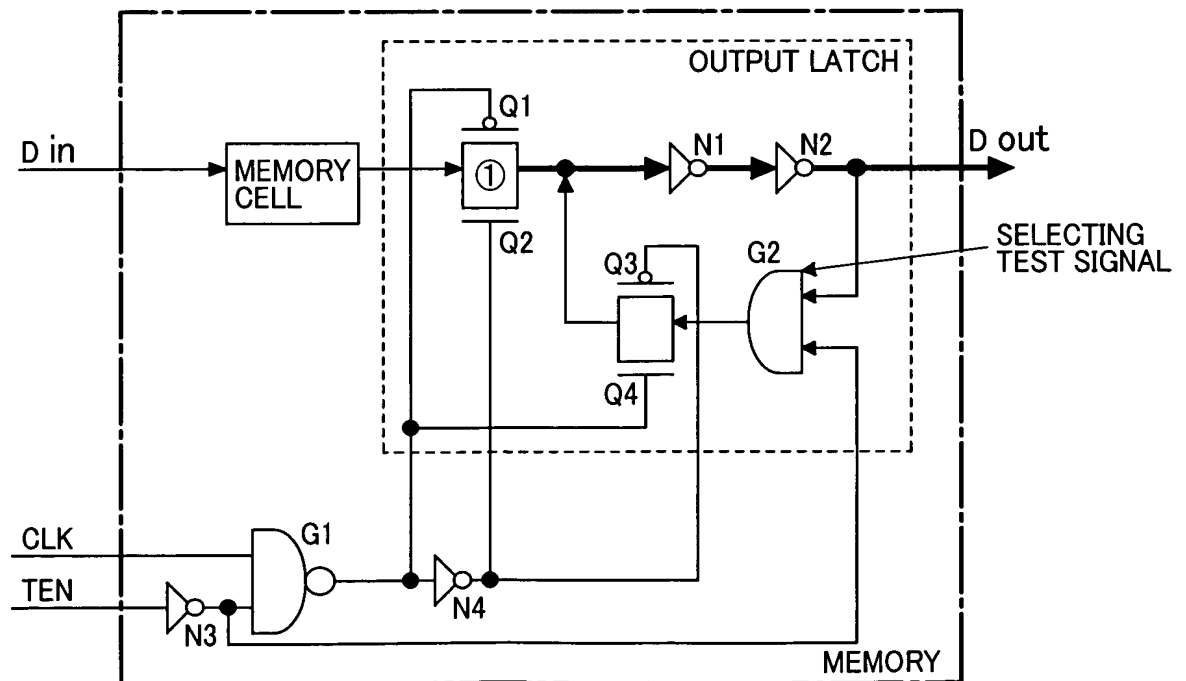 OUTPUT LATCH
Q1
D in
MEMORY
CELL
①
N1
N2
D out
Q2
Q3
G2
SELECTING
TEST SIGNAL
Q4
CLK
G1
TEN
N3
N4
MEMORY